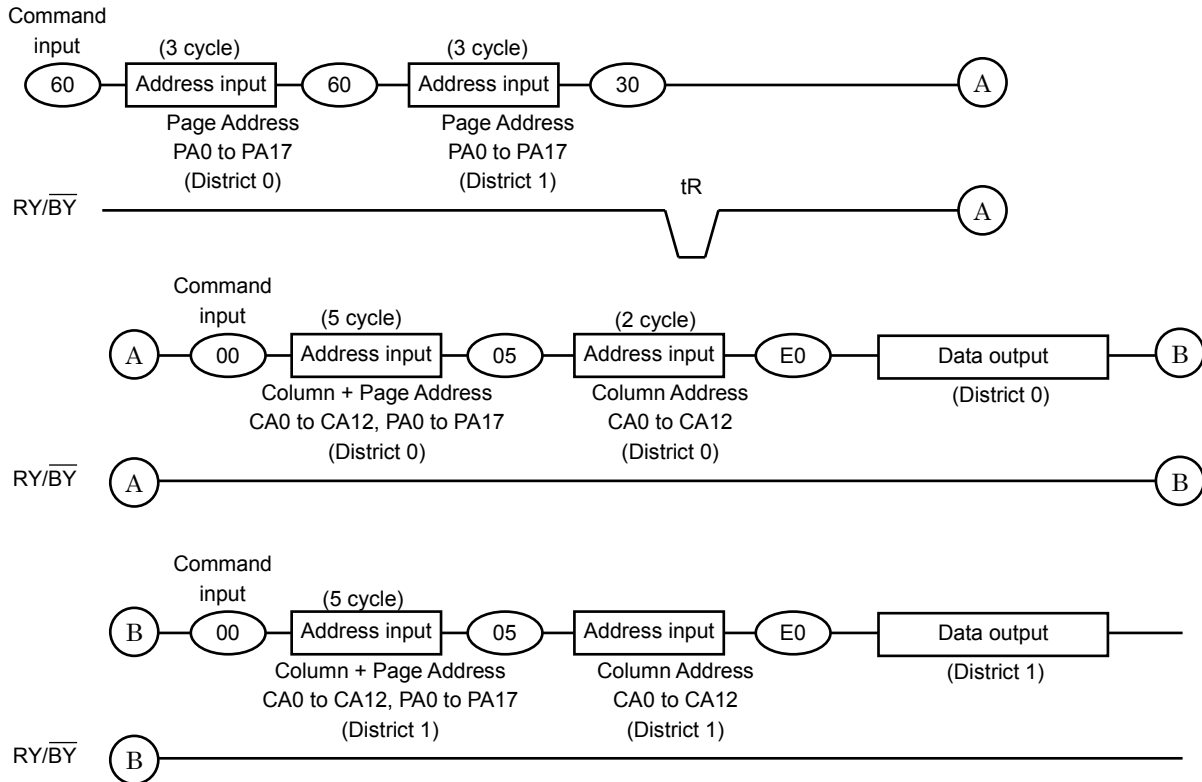 Command
input
(3 cycle)
(3 cycle)
60
Address input
60
Address input
30
A
Page Address
PA0 to PA17
(District 0)
Page Address
PA0 to PA17
(District 1)
tR
RY/BY
A
Command
input
(5 cycle)
(2 cycle)
A
00
Address input
05
Address input
E0
Data output
B
Column + Page Address
CA0 to CA12, PA0 to PA17
(District 0)
Column Address
CA0 to CA12
(District 0)
(District 0)
RY/BY
A
B
Command
input
(5 cycle)
B
00
Address input
05
Address input
E0
Data output
Column + Page Address
CA0 to CA12, PA0 to PA17
(District 1)
Column Address
CA0 to CA12
(District 1)
(District 1)
RY/BY
B